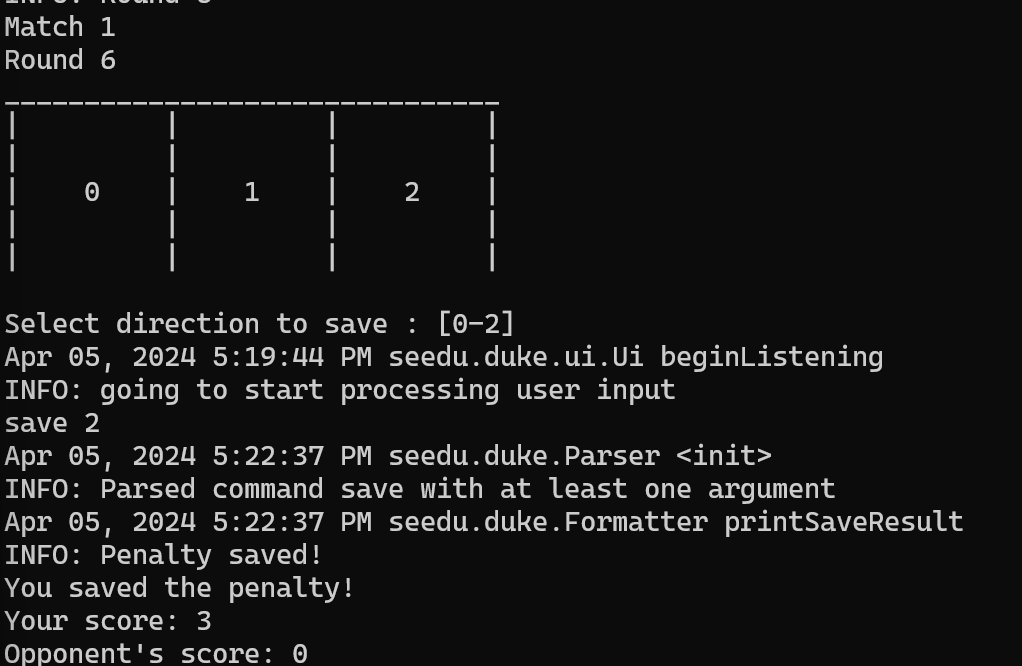 INFO: Round 6
Match 1
Round 6
_______________________________
|         |         |         |
|         |         |         |
|    0    |    1    |    2    |
|         |         |         |
|         |         |         |
Select direction to save : [0-2]
Apr 05, 2024 5:19:44 PM seedu.duke.ui.Ui beginListening
INFO: going to start processing user input
save 2
Apr 05, 2024 5:22:37 PM seedu.duke.Parser <init>
INFO: Parsed command save with at least one argument
Apr 05, 2024 5:22:37 PM seedu.duke.Formatter printSaveResult
INFO: Penalty saved!
You saved the penalty!
Your score: 3
Opponent's score: 0